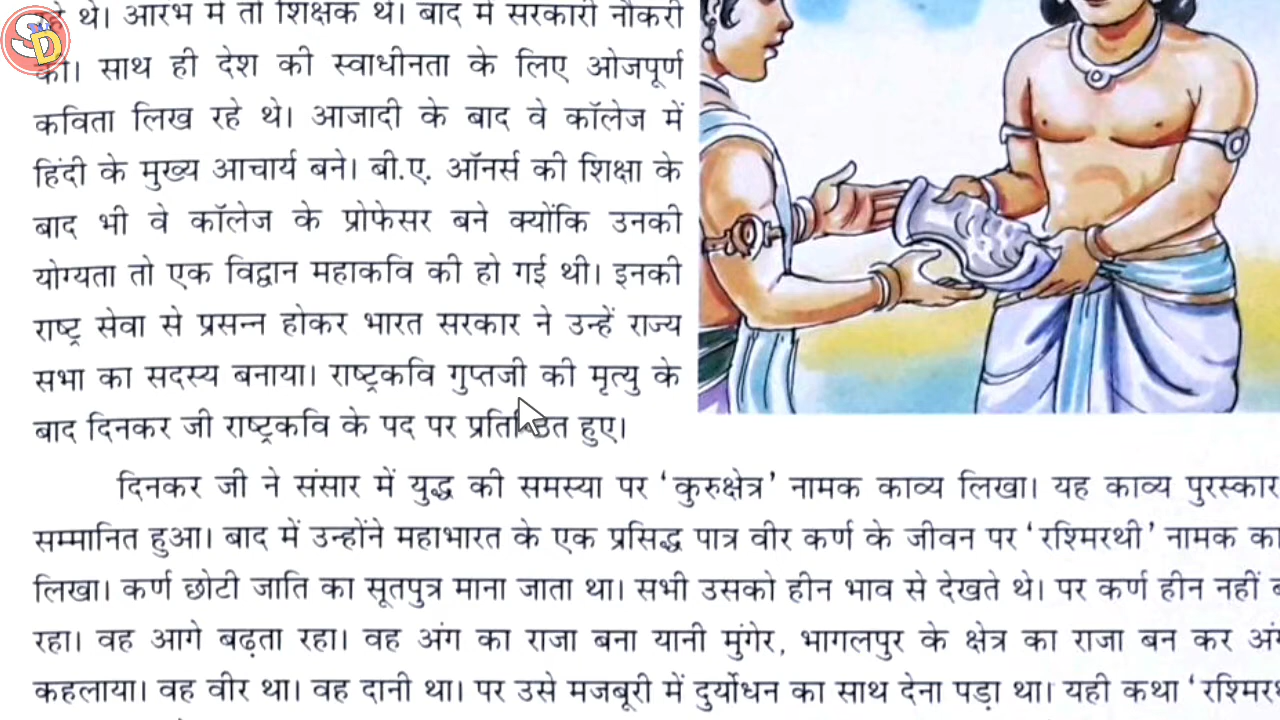 SD
थे। आरंभ में तो शिक्षक थे। बाद में सरकारी नौकरी
की। साथ ही देश की स्वाधीनता के लिए ओजपूर्ण
कविता लिख रहे थे। आजादी के बाद वे कॉलेज में
हिंदी के मुख्य आचार्य बने। बी.ए. ऑनर्स की शिक्षा के
बाद भी वे कॉलेज के प्रोफेसर बने क्योंकि उनकी
योग्यता तो एक विद्वान महाकवि की हो गई थी। इनकी
राष्ट्र सेवा से प्रसन्न होकर भारत सरकार ने उन्हें राज्य
सभा का सदस्य बनाया। राष्ट्रकवि गुप्तजी की मृत्यु के
बाद दिनकर जी राष्ट्रकवि के पद पर प्रतिष्ठित हुए।
दिनकर जी ने संसार में युद्ध की समस्या पर ‘कुरुक्षेत्र’ नामक काव्य लिखा। यह काव्य पुरस्कार
सम्मानित हुआ। बाद में उन्होंने महाभारत के एक प्रसिद्ध पात्र वीर कर्ण के जीवन पर ‘रश्मिरथी’ नामक
लिखा। कर्ण छोटी जाति का सूतपुत्र माना जाता था। सभी उसको हीन भाव से देखते थे। पर कर्ण हीन नहीं
रहा। वह आगे बढ़ता रहा। वह अंग का राजा बना यानी मुंगेर, भागलपुर के क्षेत्र का राजा बन कर
कहलाया। वह वीर था। वह दानी था। पर उसे मजबूरी में दुर्योधन का साथ देना पड़ा था। यही कथा